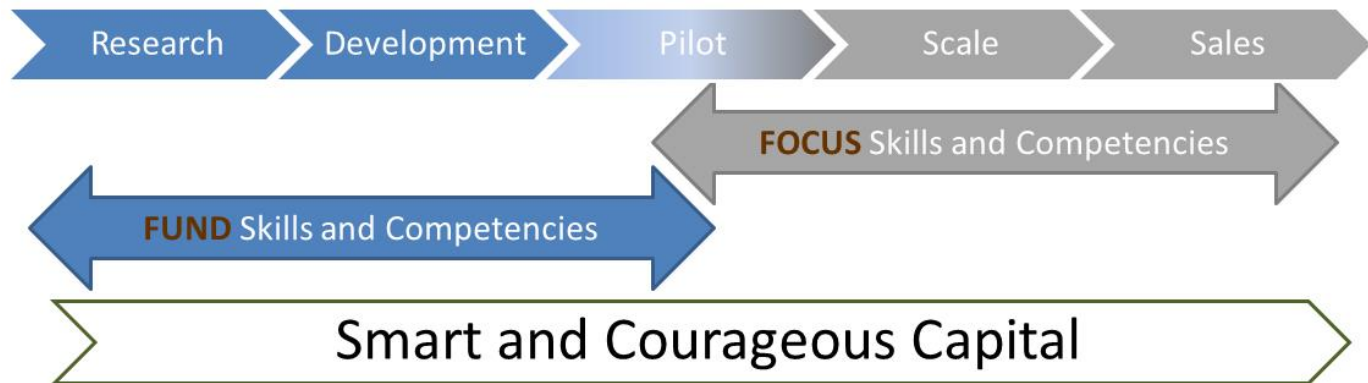 Research Development Pilot Scale Sales
FOCUS Skills and Competencies
FUND Skills and Competencies
Smart and Courageous Capital